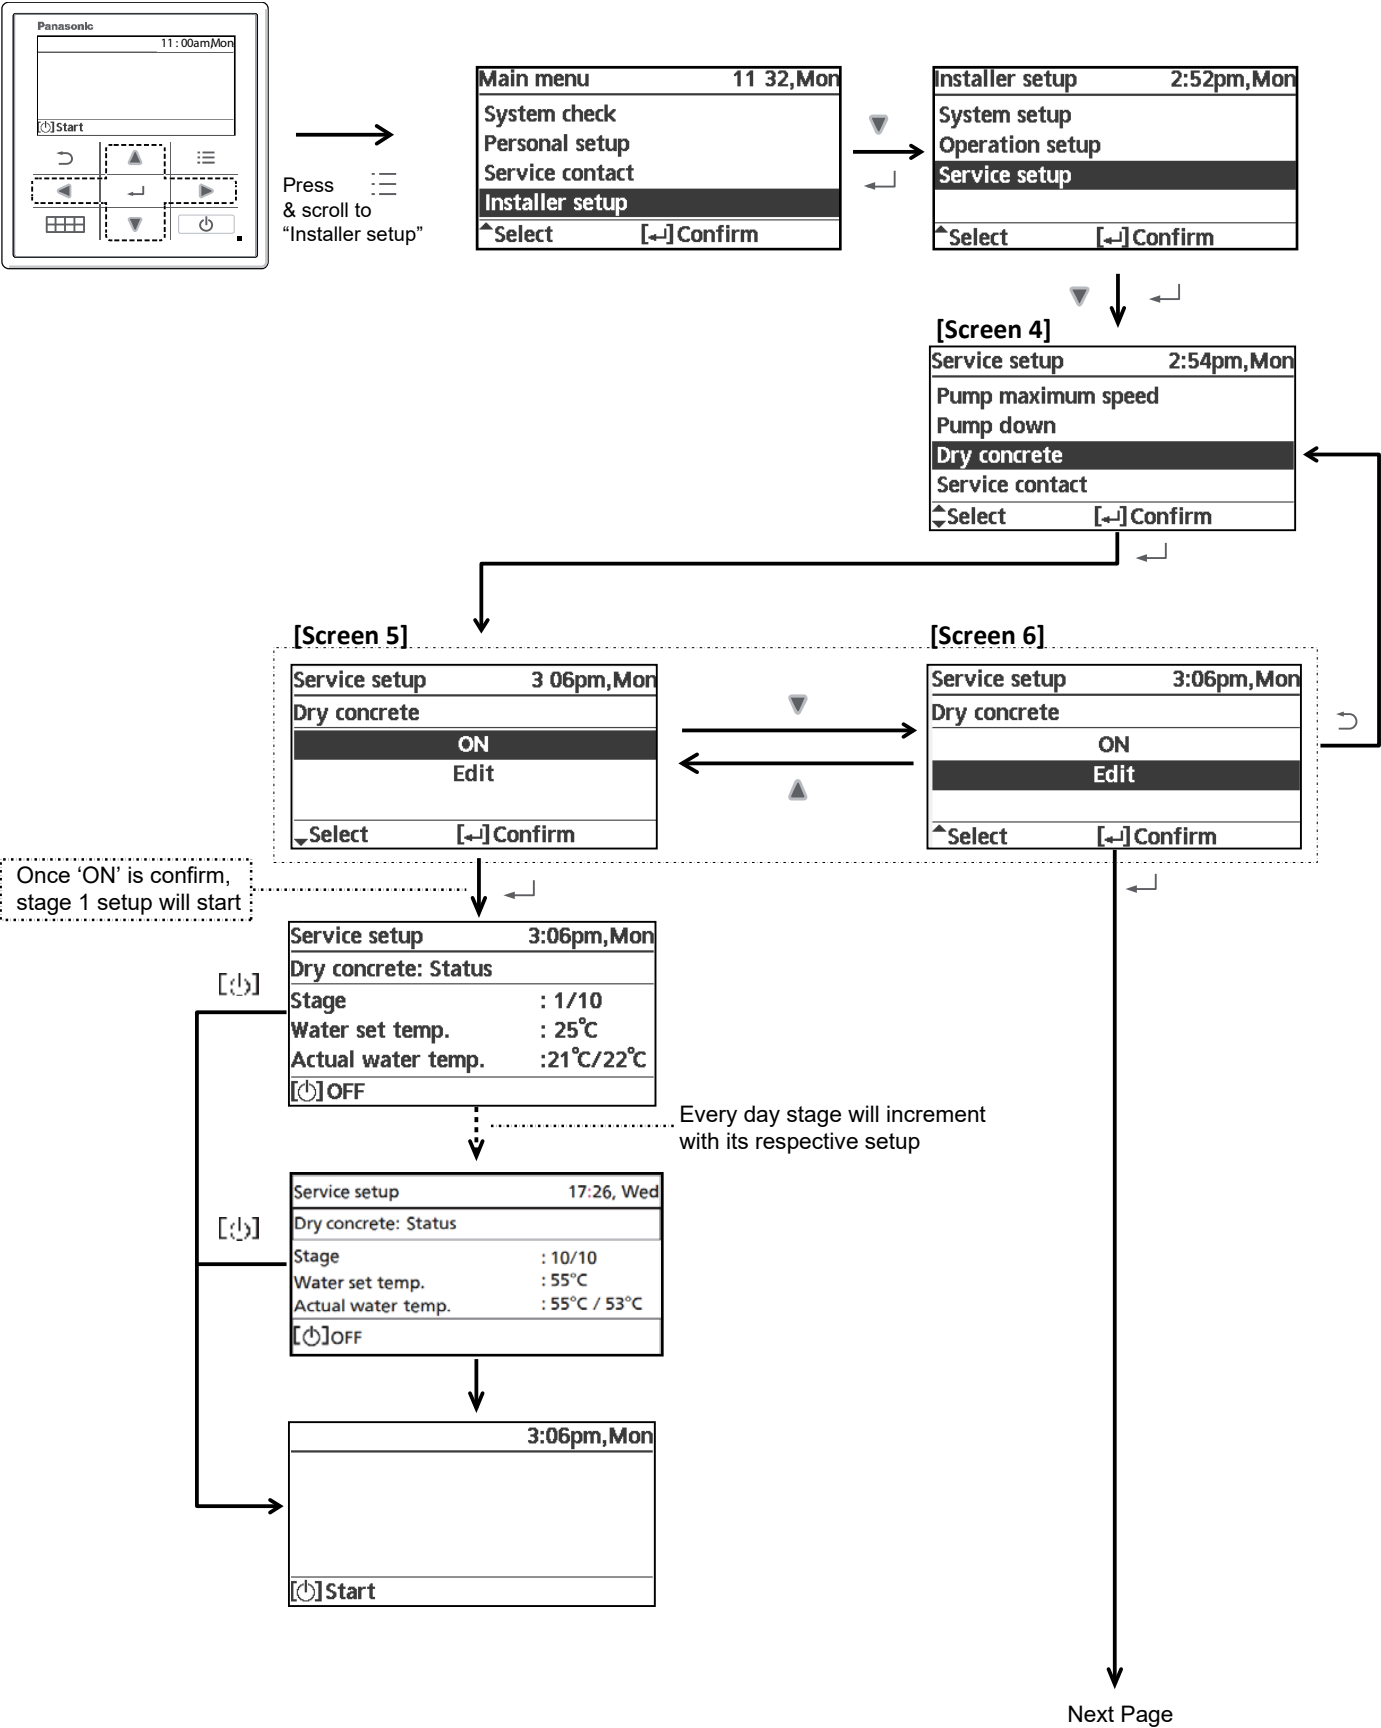 Panasonic
11 : 00am,Mon
[⏻]Start
Press
& scroll to
“Installer setup”
Main menu 11 32,Mon
System check
Personal setup
Service contact
Installer setup
Select [↵]Confirm
Installer setup 2:52pm,Mon
System setup
Operation setup
Service setup
Select [↵]Confirm
[Screen 4]
Service setup 2:54pm,Mon
Pump maximum speed
Pump down
Dry concrete
Service contact
Select [↵]Confirm
[Screen 5]
Service setup 3 06pm,Mon
Dry concrete
ON
Edit
Select [↵]Confirm
[Screen 6]
Service setup 3:06pm,Mon
Dry concrete
ON
Edit
Select [↵]Confirm
Once ‘ON’ is confirm,
stage 1 setup will start
Service setup 3:06pm,Mon
Dry concrete: Status
Stage : 1/10
Water set temp. : 25°C
Actual water temp. :21°C/22°C
[⏻]OFF
[⏻]
Every day stage will increment
with its respective setup
Service setup 17:26, Wed
Dry concrete: Status
Stage : 10/10
Water set temp. : 55°C
Actual water temp. : 55°C / 53°C
[⏻]OFF
[⏻]
3:06pm,Mon
[⏻]Start
Next Page